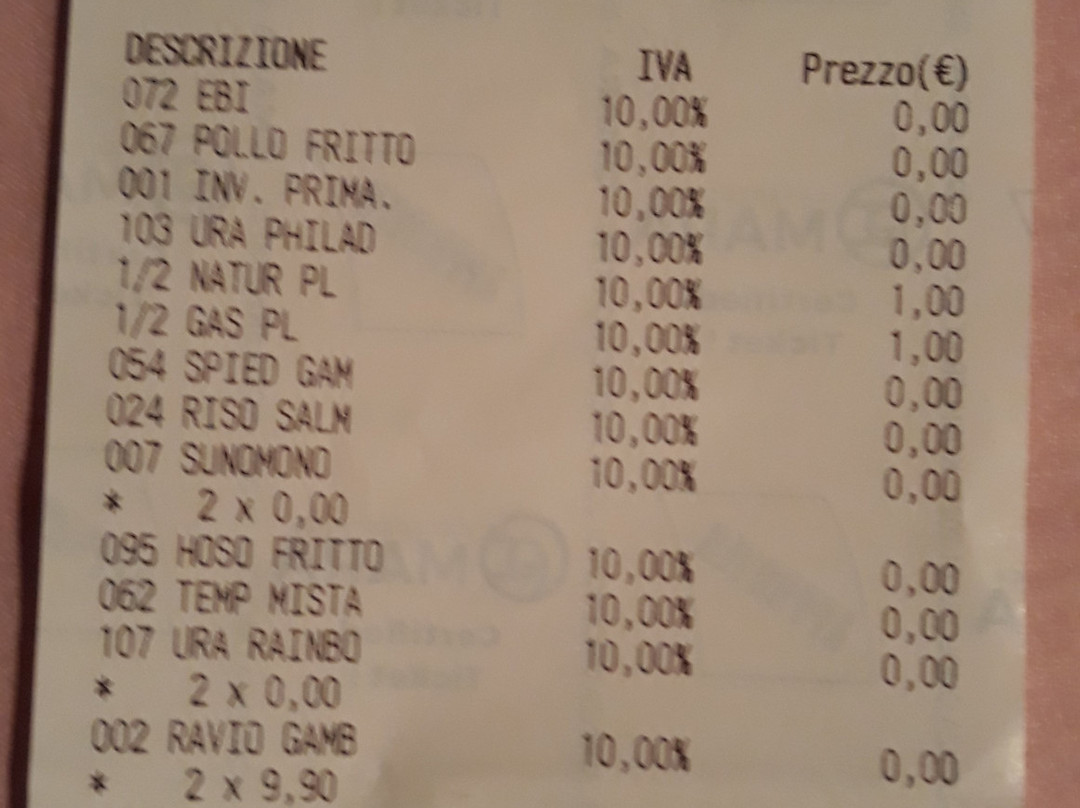 DESCRIZIONE IVA Prezzo(€)
072 EBI 10,00% 0,00
067 POLLO FRITTO 10,00% 0,00
001 INV. PRIMA. 10,00% 0,00
103 URA PHILAD 10,00% 0,00
1/2 NATUR PL 10,00% 1,00
1/2 GAS PL 10,00% 1,00
054 SPIED GAM 10,00% 0,00
024 RISO SALM 10,00% 0,00
007 SUNOMONO 10,00% 0,00
* 2 x 0,00
095 HOSO FRITTO 10,00% 0,00
062 TEMP MISTA 10,00% 0,00
107 URA RAINBO 10,00% 0,00
* 2 x 0,00
002 RAVIO GAMB 10,00% 0,00
* 2 x 9,90